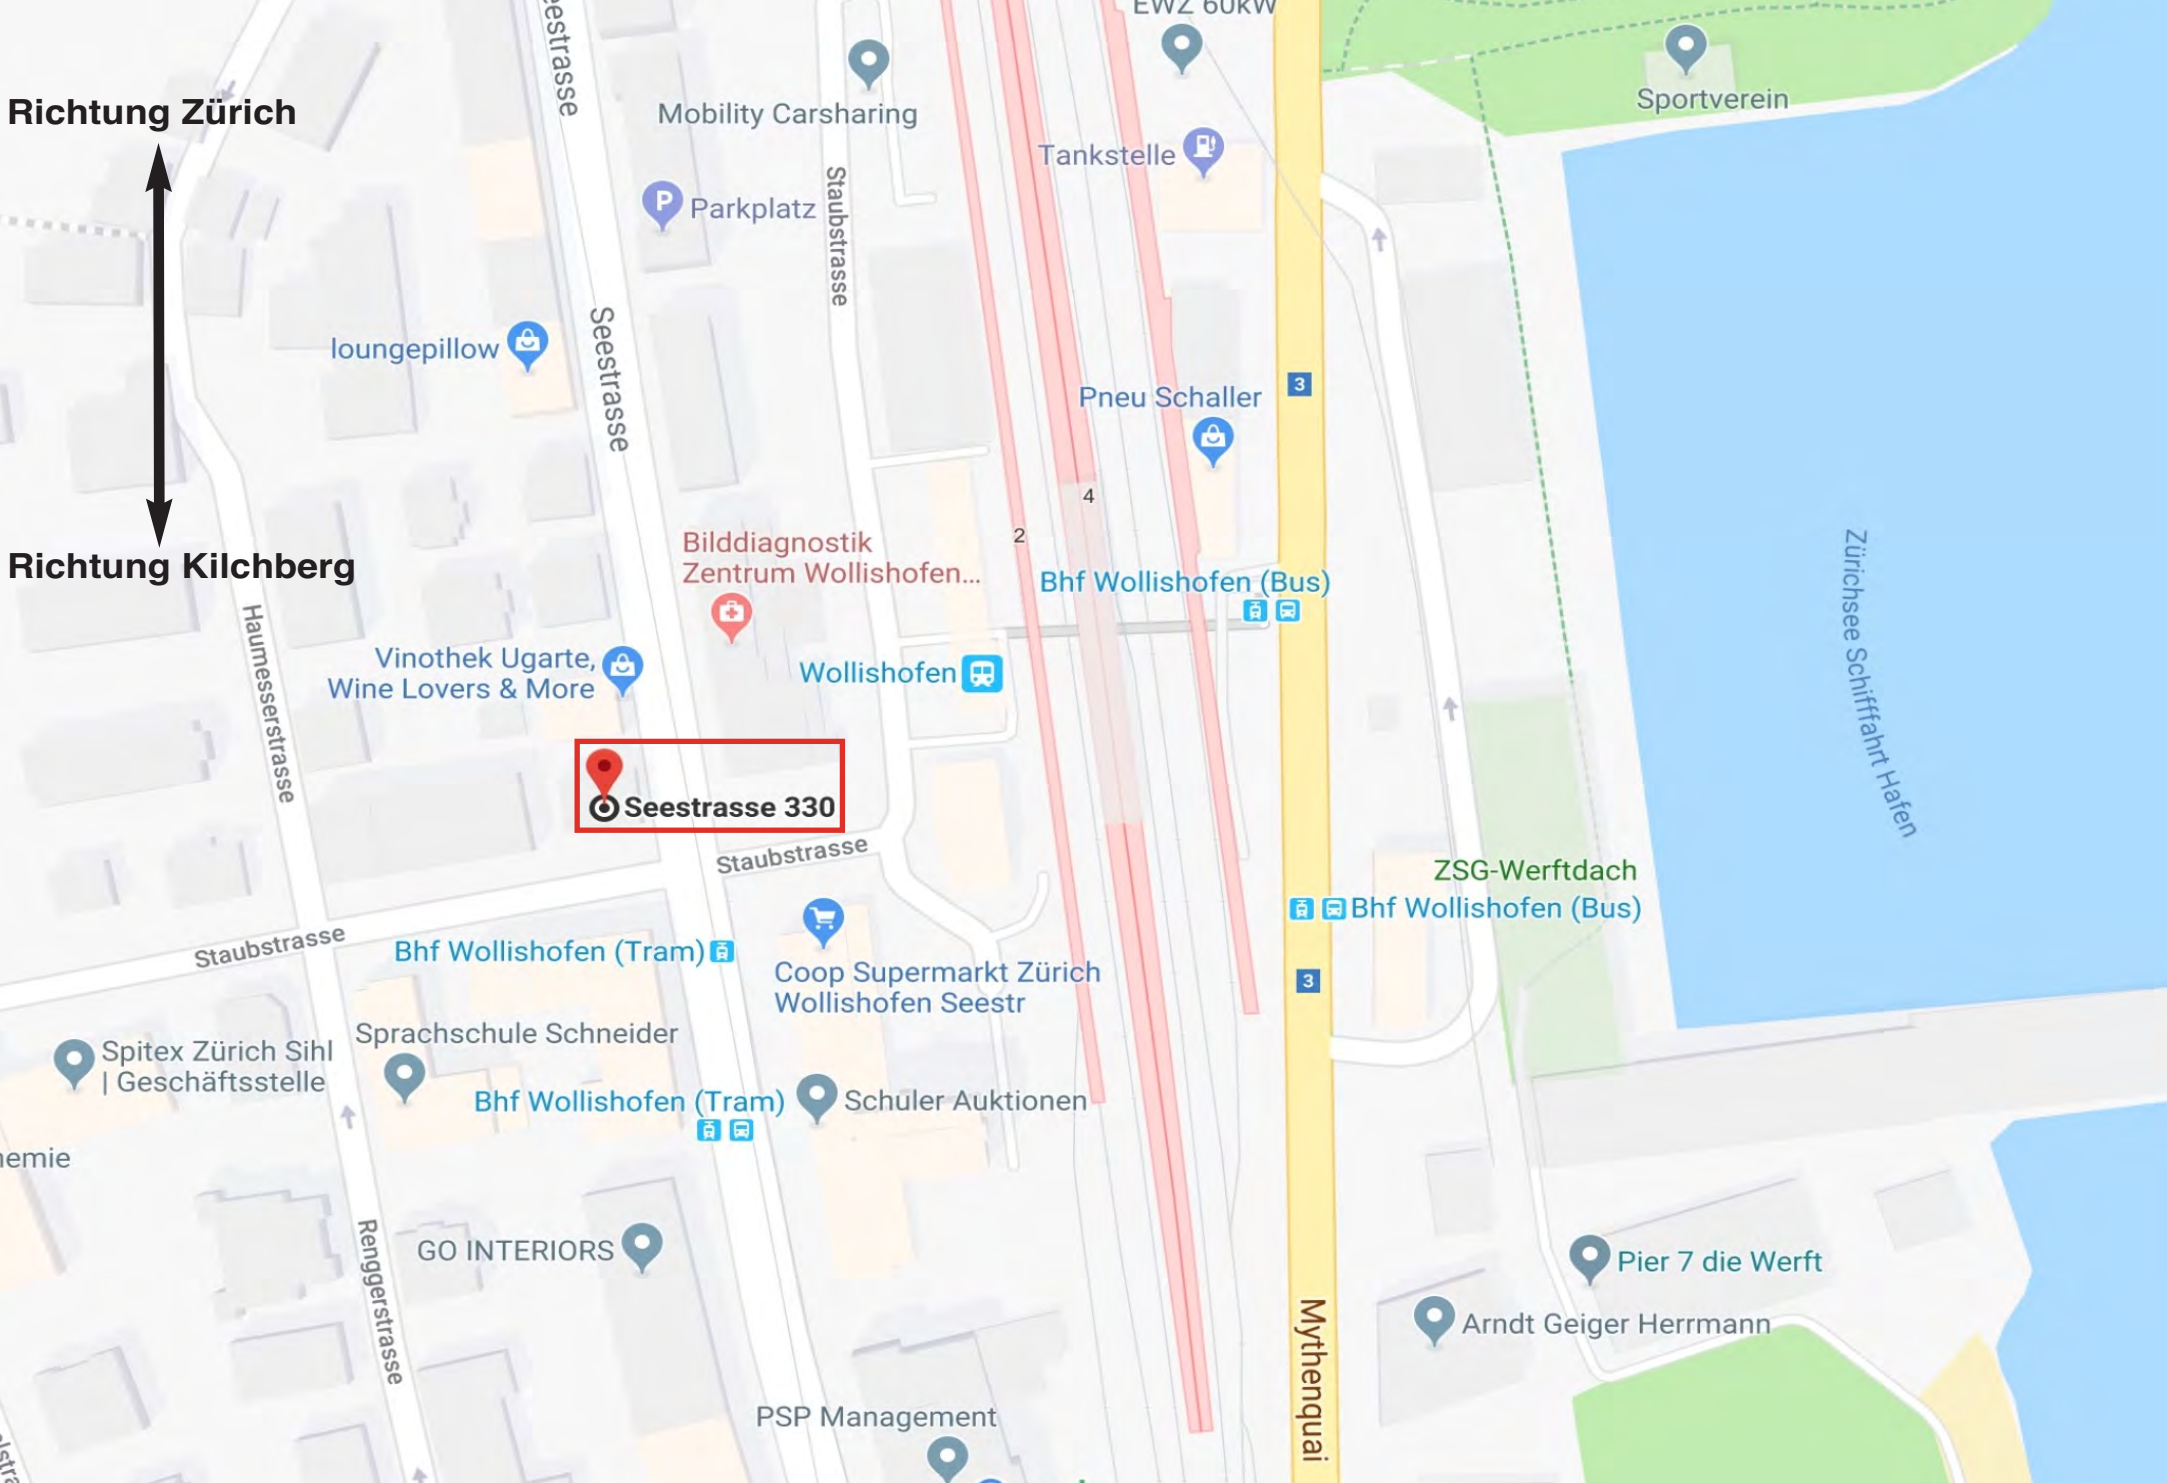 EWZ 60kW
Seestrasse
Sportverein
Richtung Zürich
Mobility Carsharing
Tankstelle
Parkplatz
Staubstrasse
loungepillow
Seestrasse
Pneu Schaller
3
4
2
Bilddiagnostik
Zentrum Wollishofen...
Richtung Kilchberg
Bhf Wollishofen (Bus)
Haumesserstrasse
Vinothek Ugarte,
Wine Lovers & More
Wollishofen
Zürichsee Schifffahrt Hafen
Seestrasse 330
Staubstrasse
ZSG-Werftdach
Bhf Wollishofen (Bus)
Staubstrasse
Bhf Wollishofen (Tram)
Coop Supermarkt Zürich
Wollishofen Seestr
3
Sprachschule Schneider
Spitex Zürich Sihl
| Geschäftsstelle
Bhf Wollishofen (Tram)
Schuler Auktionen
GO INTERIORS
Renggerstrasse
Pier 7 die Werft
Arndt Geiger Herrmann
Mythenquai
PSP Management